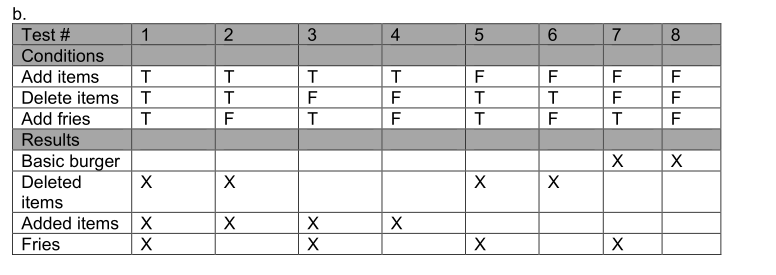 b.
Test # 1 2 3 4 5 6 7 8
Conditions
Add items T T T T F F F F
Delete items T T F F T T F F
Add fries T F T F T F T F
Results
Basic burger X X
Deleted X X X X
items
Added items X X X X
Fries X X X X